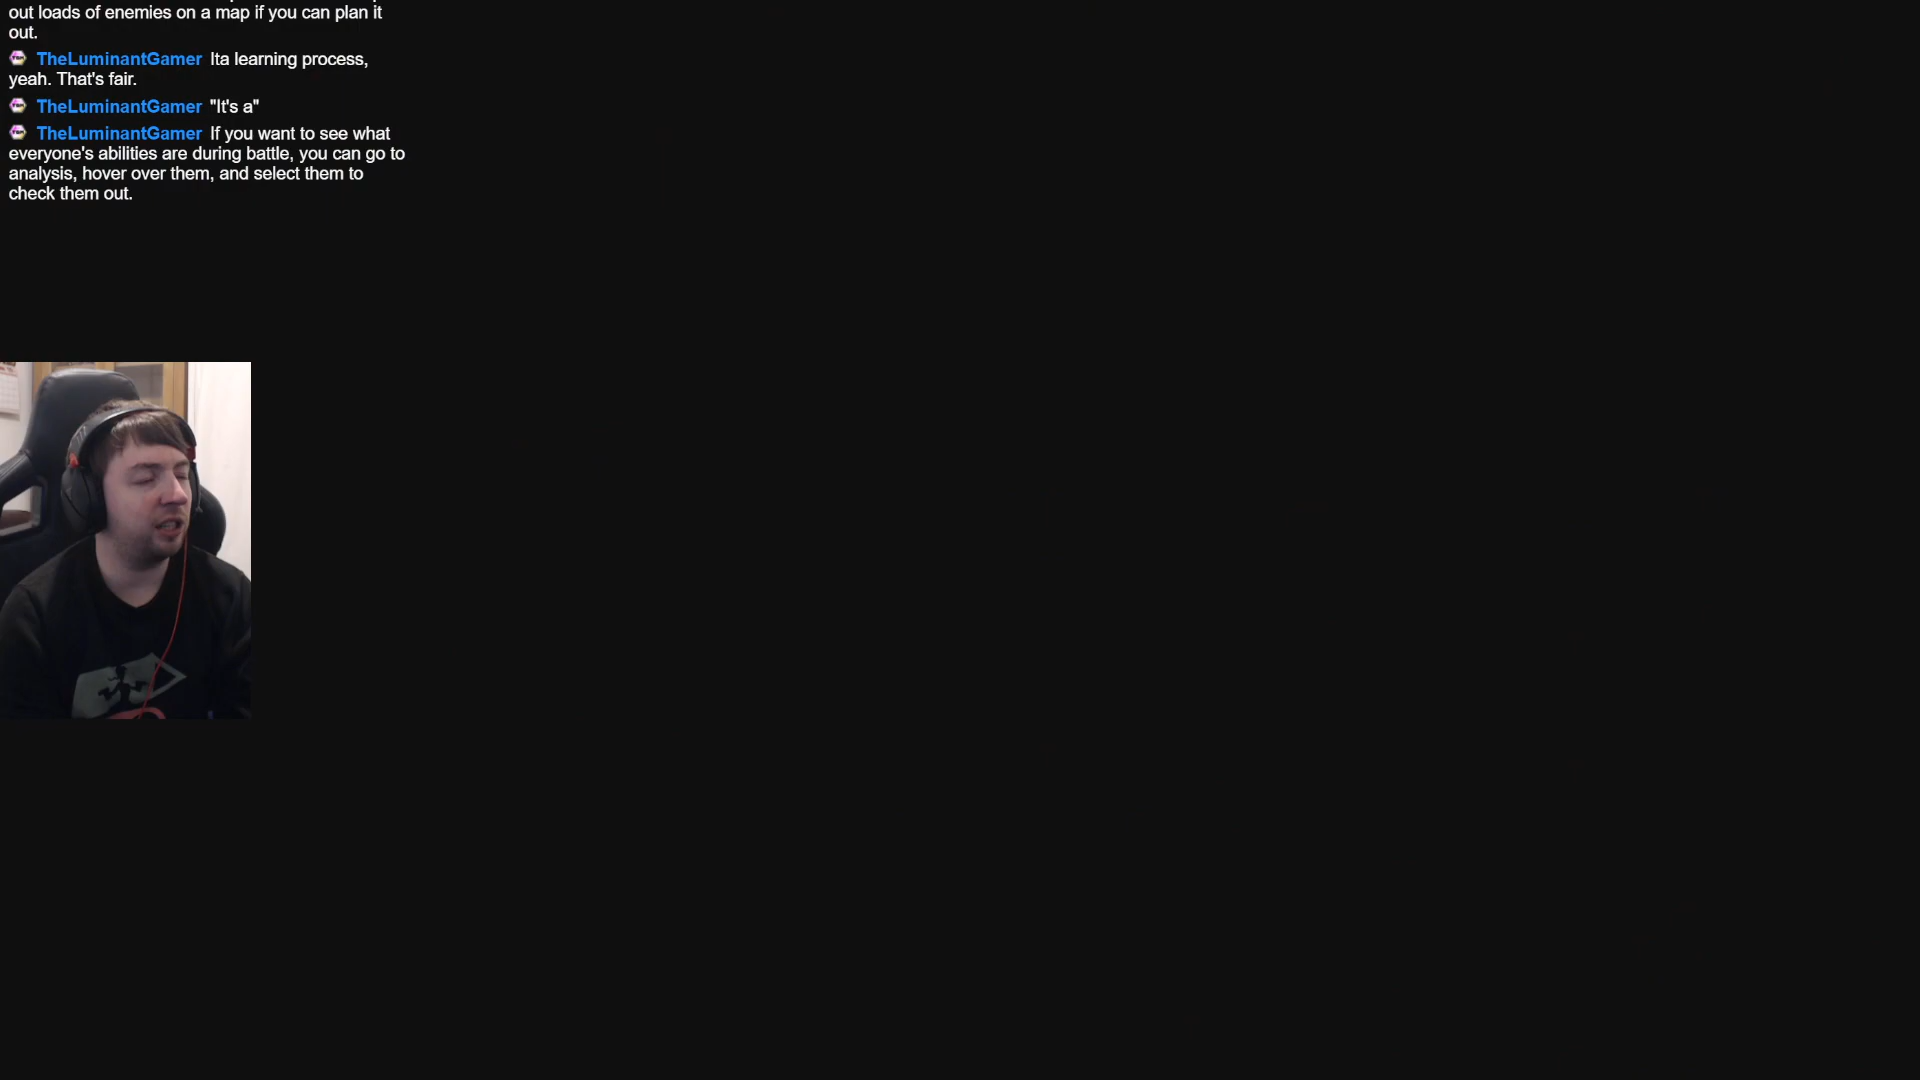 out loads of enemies on a map if you can plan it
out.
TheLuminantGamer Ita learning process,
yeah. That's fair.
TheLuminantGamer "It's a"
TheLuminantGamer If you want to see what
everyone's abilities are during battle, you can go to
analysis, hover over them, and select them to
check them out.